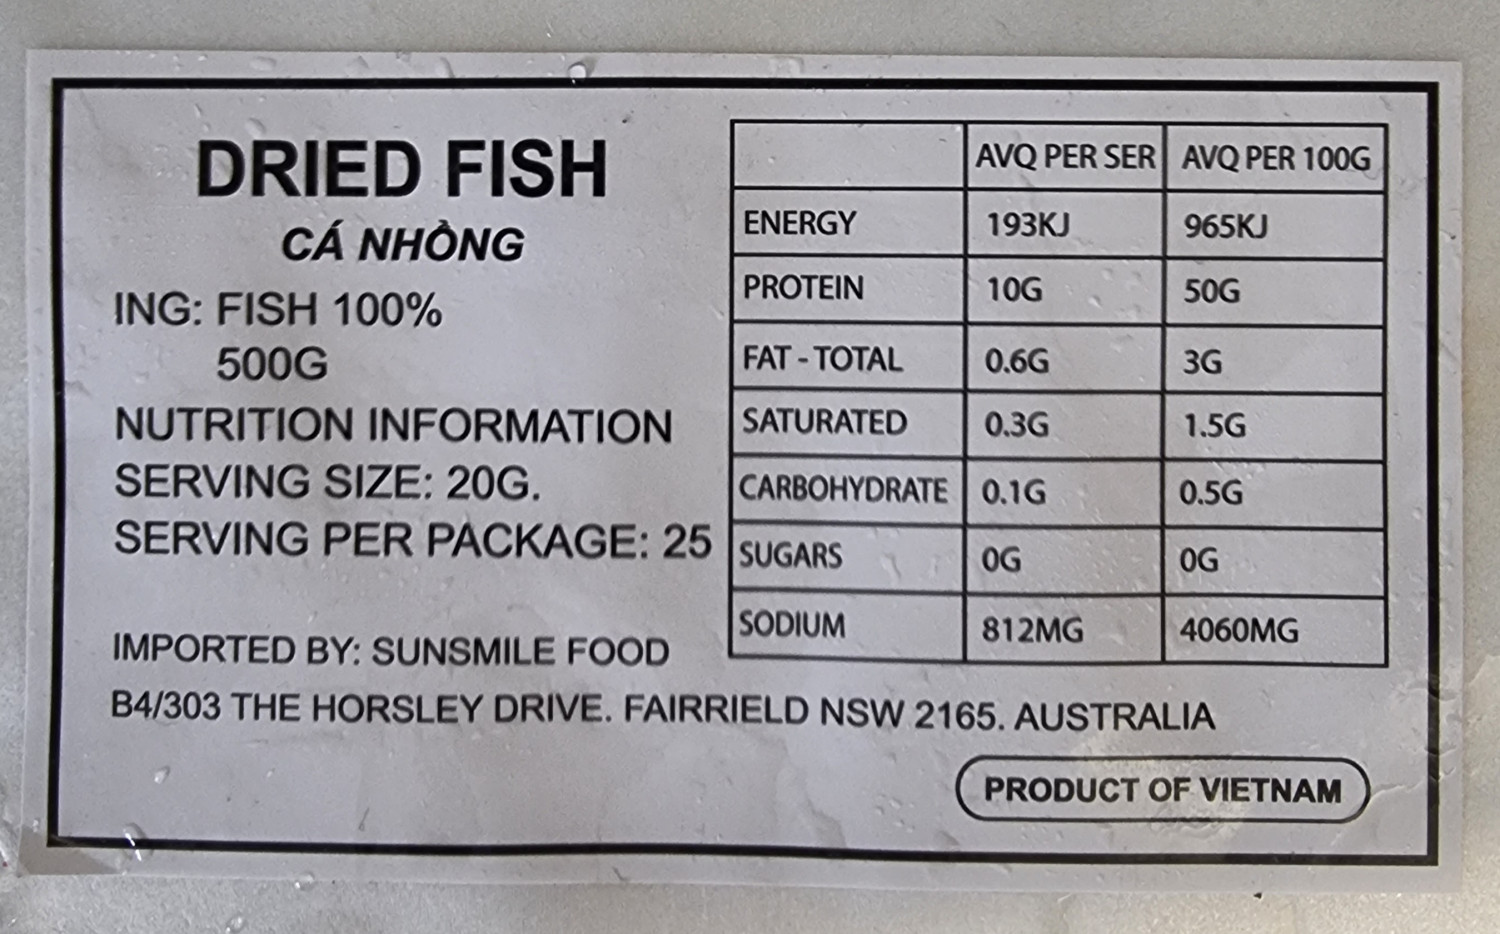 DRIED FISH
CÁ NHỒNG
ING: FISH 100%
500G
NUTRITION INFORMATION
SERVING SIZE: 20G.
SERVING PER PACKAGE: 25
AVQ PER SER AVQ PER 100G
ENERGY 193KJ 965KJ
PROTEIN 10G 50G
FAT - TOTAL 0.6G 3G
SATURATED 0.3G 1.5G
CARBOHYDRATE 0.1G 0.5G
SUGARS 0G 0G
SODIUM 812MG 4060MG
IMPORTED BY: SUNSMILE FOOD
B4/303 THE HORSLEY DRIVE. FAIRRIELD NSW 2165. AUSTRALIA
PRODUCT OF VIETNAM